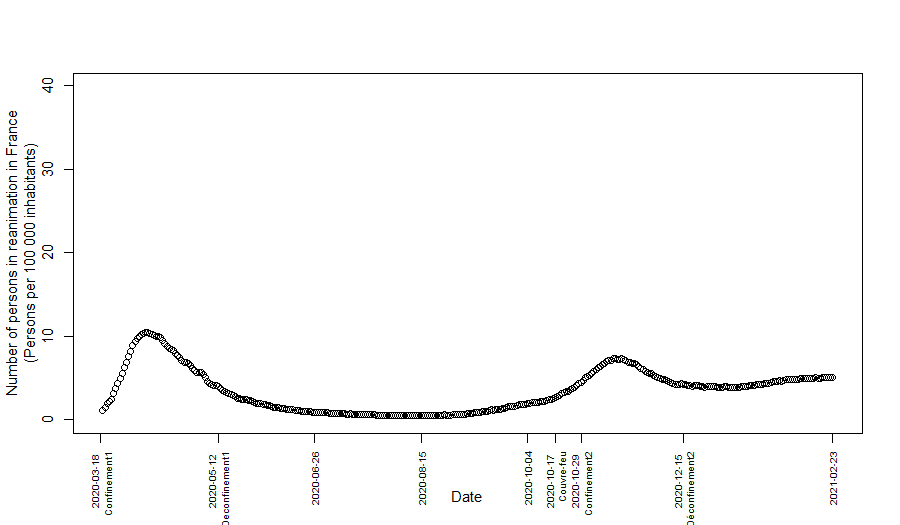 Number of persons in reanimation in France
(Persons per 100 000 inhabitants)
40
30
20
10
0
2020-03-18
Confinement1
2020-05-12
Deconfinement1
2020-06-26
2020-08-15
2020-10-04
2020-10-17
Couvre-feu
2020-10-29
Confinement2
2020-12-15
Déconfinement2
2021-02-23
Date